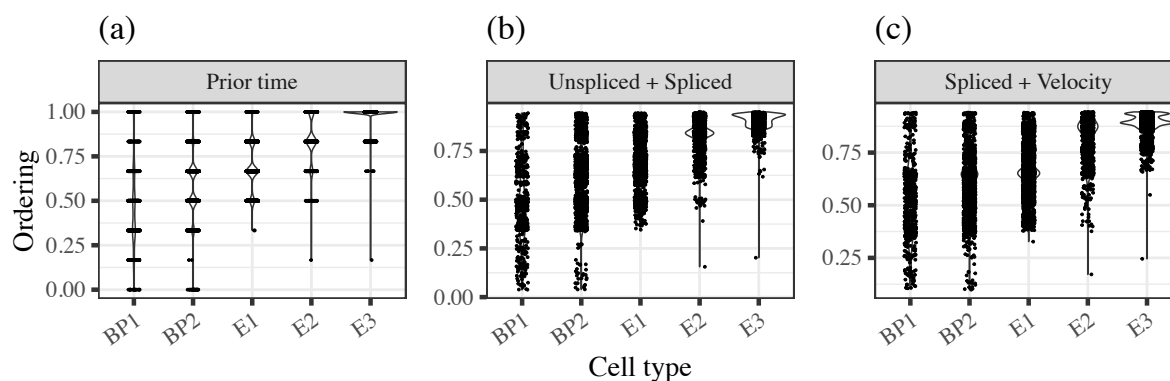 (a)
(b)
(c)
Prior time
Unspliced + Spliced
Spliced + Velocity
Ordering
1.00
0.75
0.50
0.25
0.00
0.75
0.50
0.25
0.00
0.75
0.50
0.25
BP1 BP2 E1 E2 E3
BP1 BP2 E1 E2 E3
BP1 BP2 E1 E2 E3
Cell type